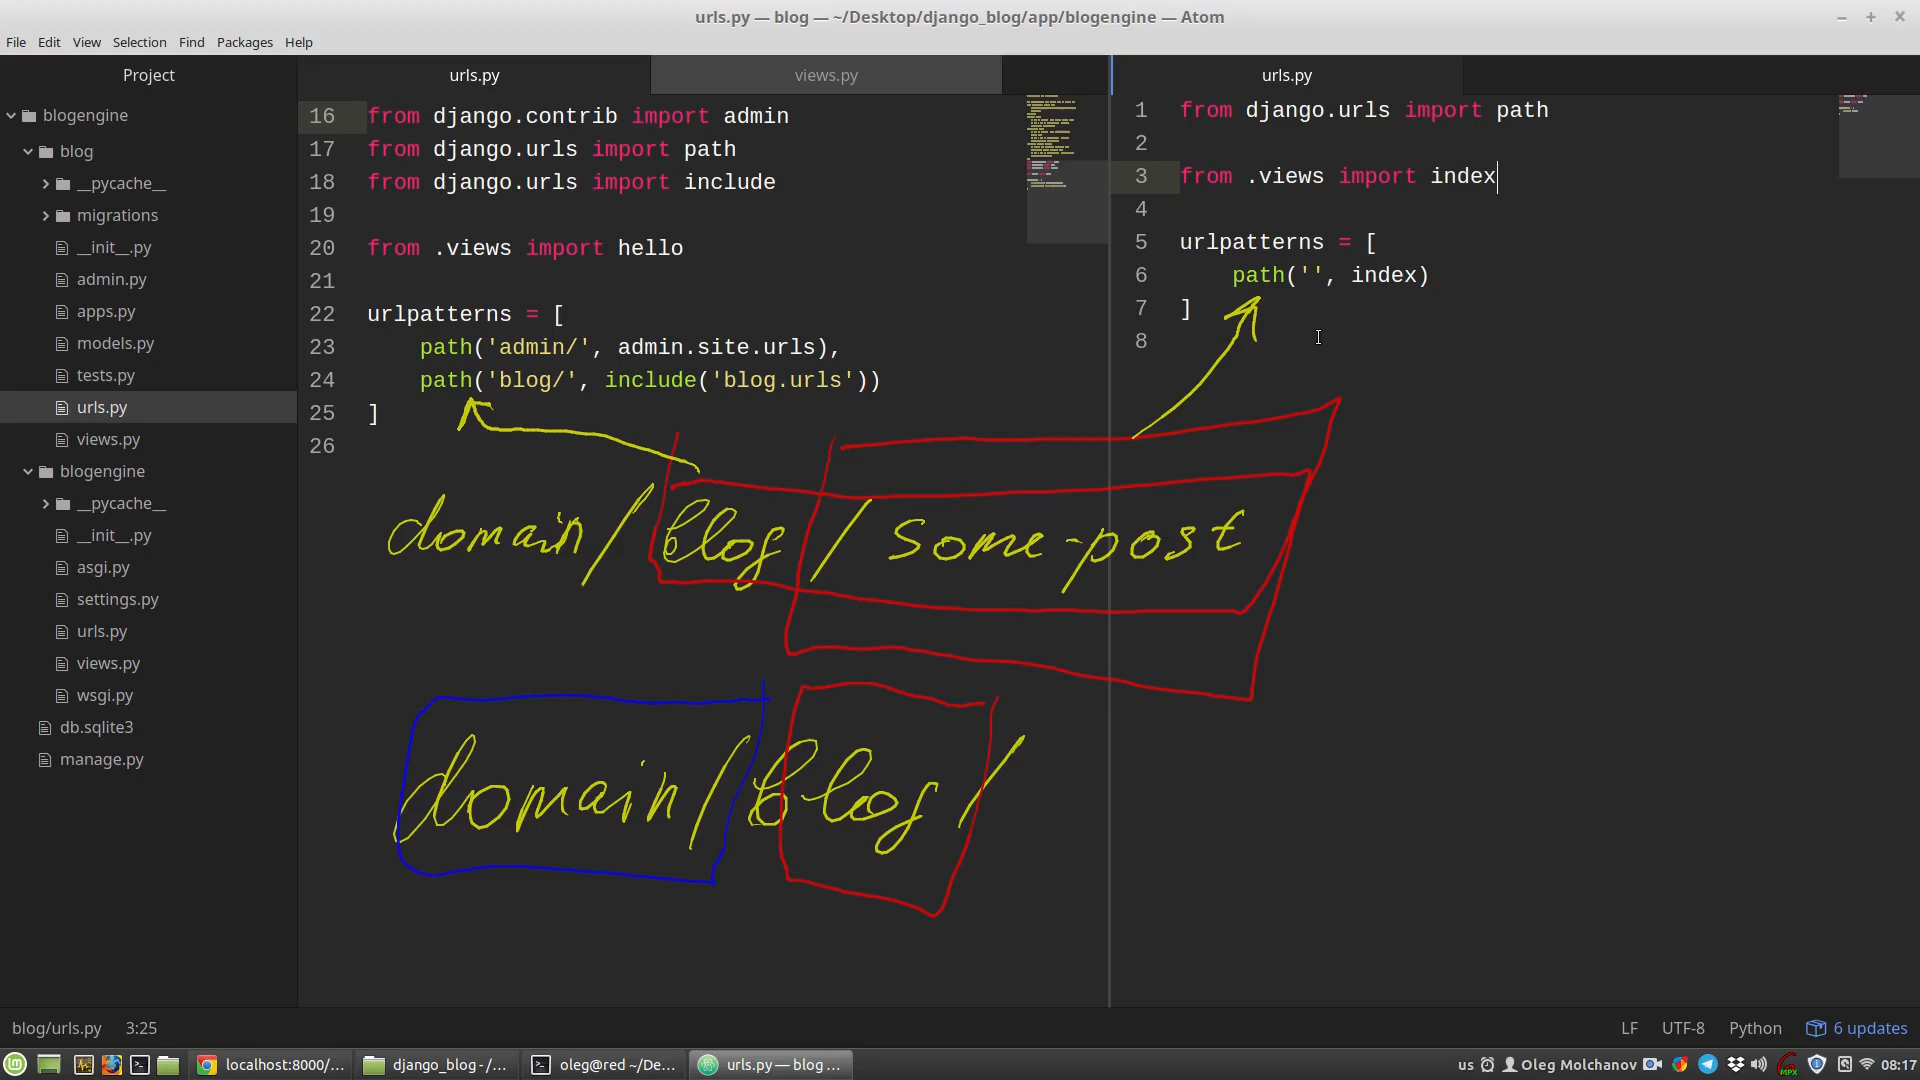 urls.py — blog — ~/Desktop/django_blog/app/blogengine — Atom
File Edit View Selection Find Packages Help
Project
blogengine
blog
__pycache__
migrations
__init__.py
admin.py
apps.py
models.py
tests.py
urls.py
views.py
blogengine
__pycache__
__init__.py
asgi.py
settings.py
urls.py
views.py
wsgi.py
db.sqlite3
manage.py
urls.py views.py
16 from django.contrib import admin
17 from django.urls import path
18 from django.urls import include
19
20 from .views import hello
21
22 urlpatterns = [
23 path('admin/', admin.site.urls),
24 path('blog/', include('blog.urls'))
25 ]
26
urls.py
1 from django.urls import path
2
3 from .views import index
4
5 urlpatterns = [
6 path('', index)
7 ]
8
domain/blog/some-post
domain/blog/
blog/urls.py 3:25 LF UTF-8 Python 6 updates
localhost:8000/... django_blog - /... oleg@red ~/De... urls.py — blog ... us Oleg Molchanov MPX 08:17